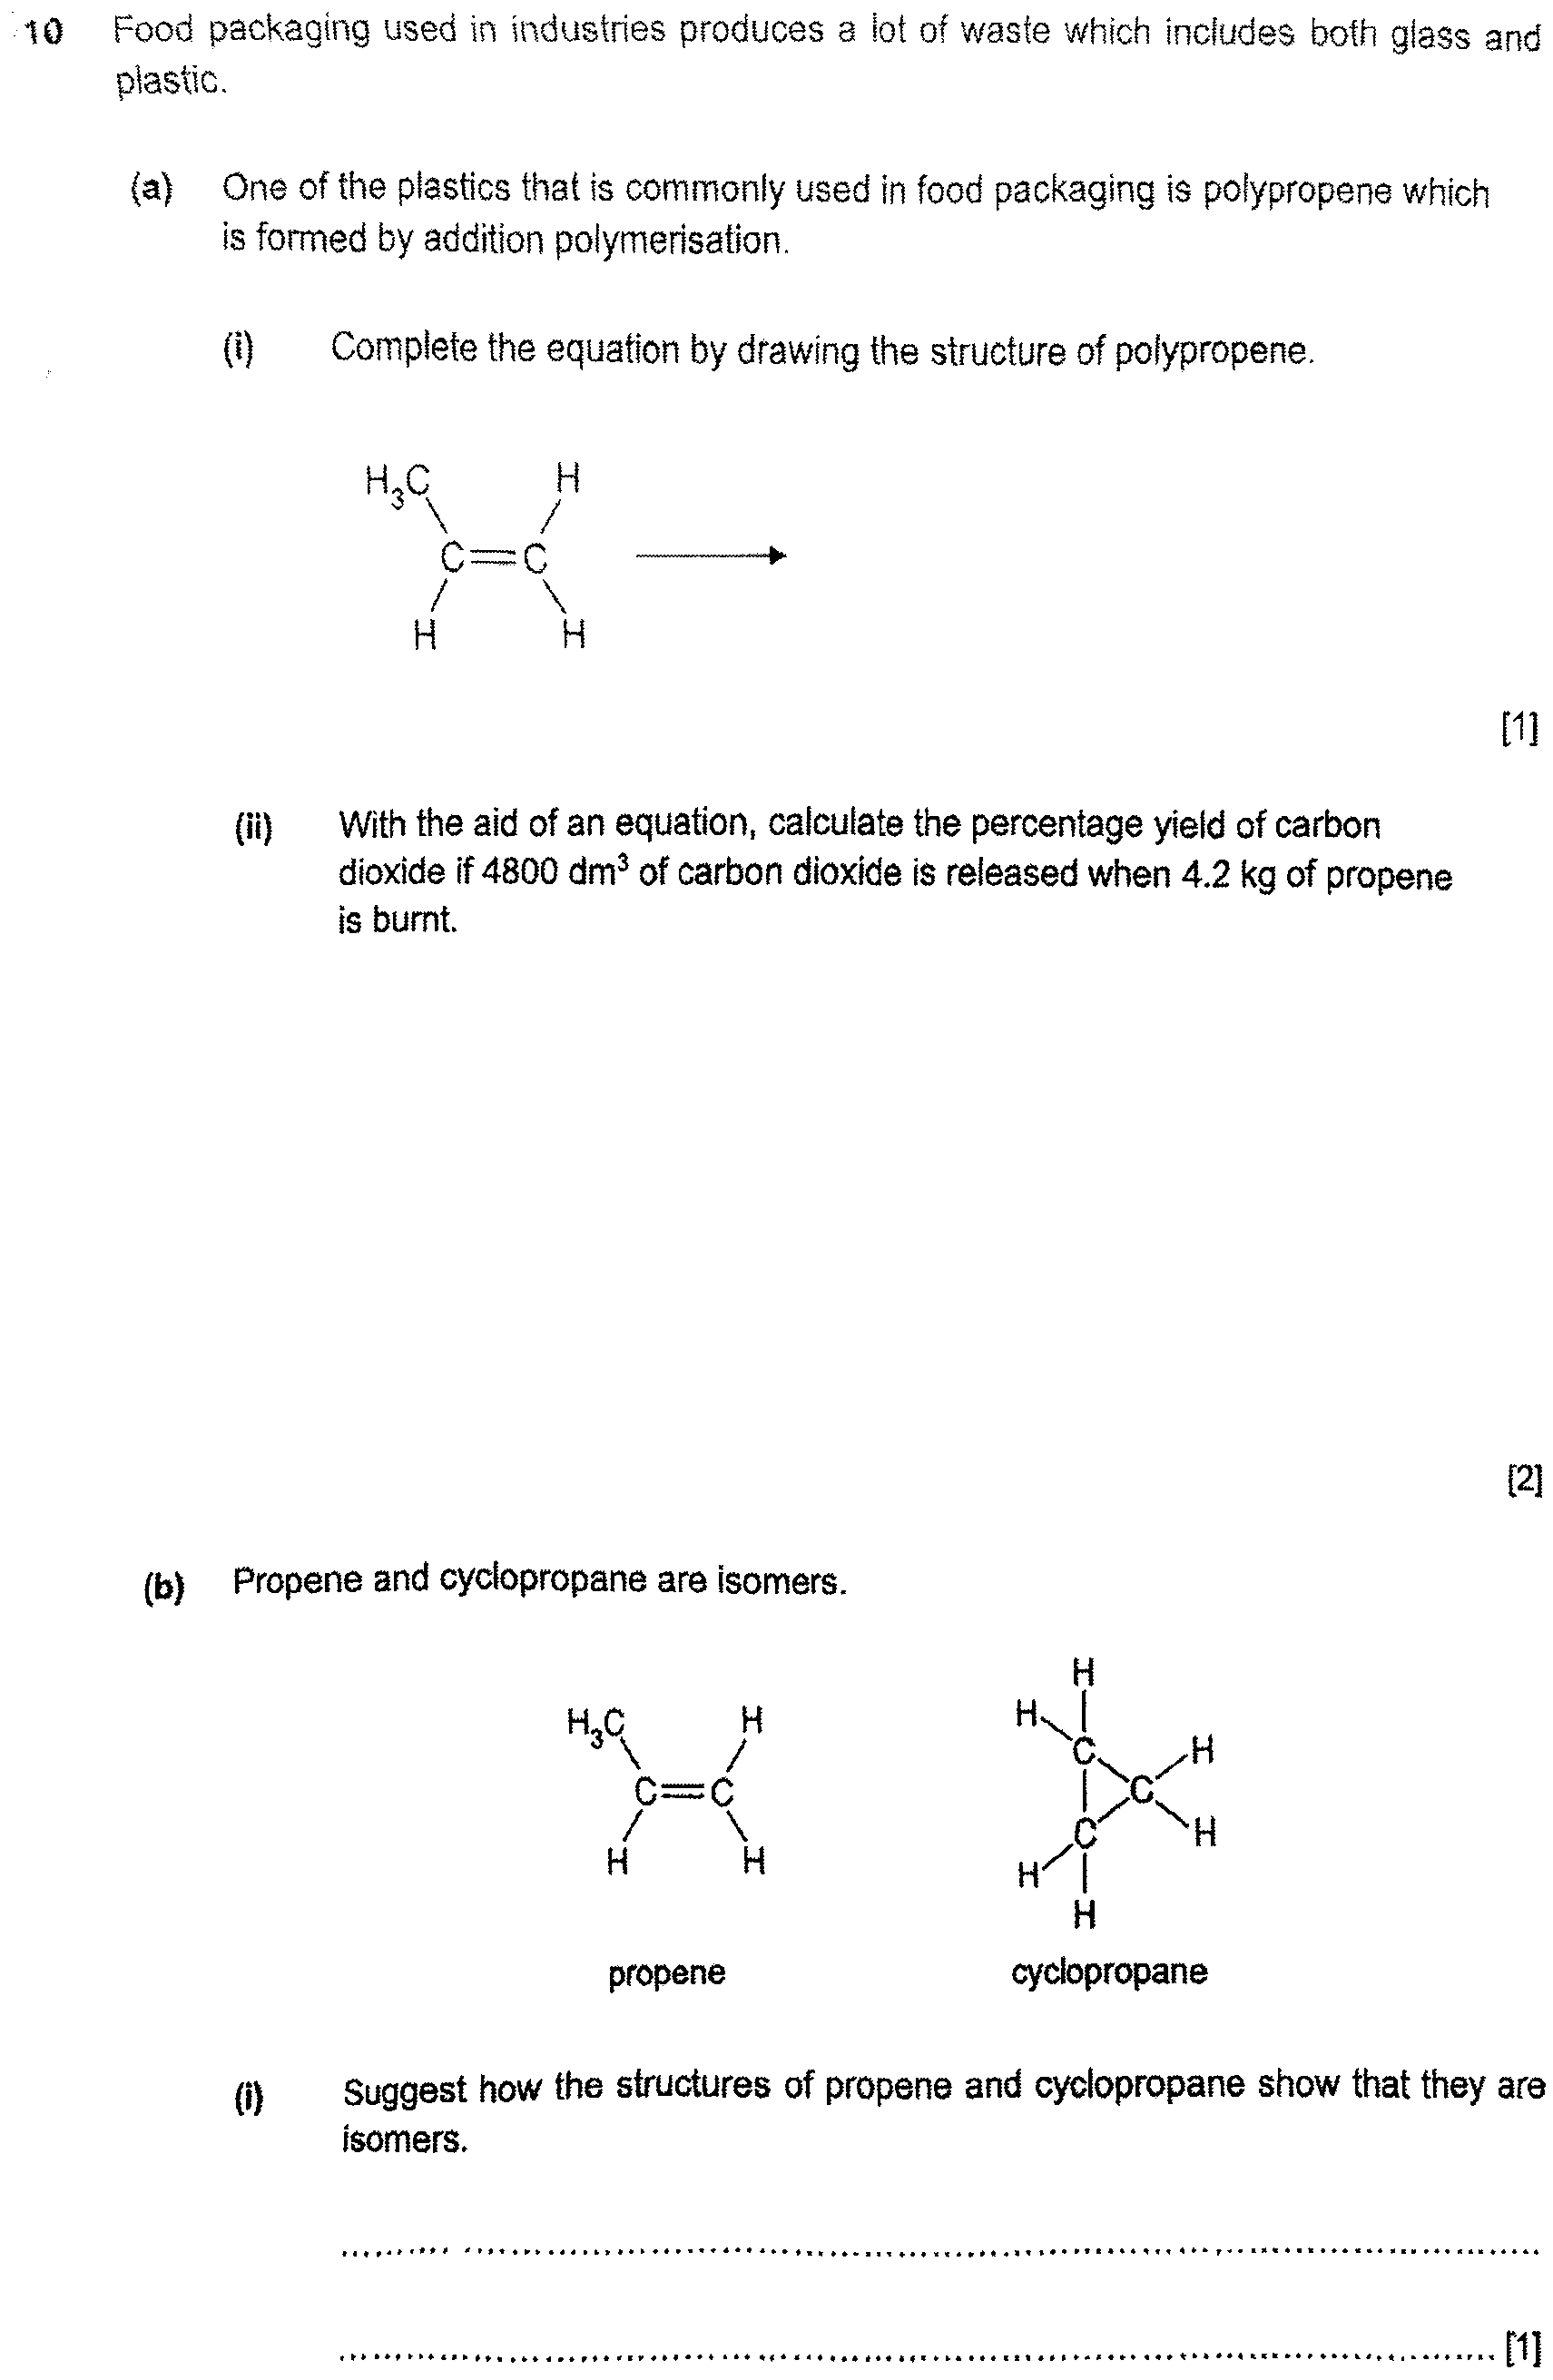 10 Food packaging used in industries produces a lot of waste which includes both glass and
plastic.
(a) One of the plastics that is commonly used in food packaging is polypropene which
is formed by addition polymerisation.
(i) Complete the equation by drawing the structure of polypropene.
H₃C H
C=C
H H
[1]
(ii) With the aid of an equation, calculate the percentage yield of carbon
dioxide if 4800 dm³ of carbon dioxide is released when 4.2 kg of propene
is burnt.
[2]
(b) Propene and cyclopropane are isomers.
H₃C H
C=C
H H
H
H
C H
C
C H
H
H
propene cyclopropane
(i) Suggest how the structures of propene and cyclopropane show that they are
isomers.
[1]